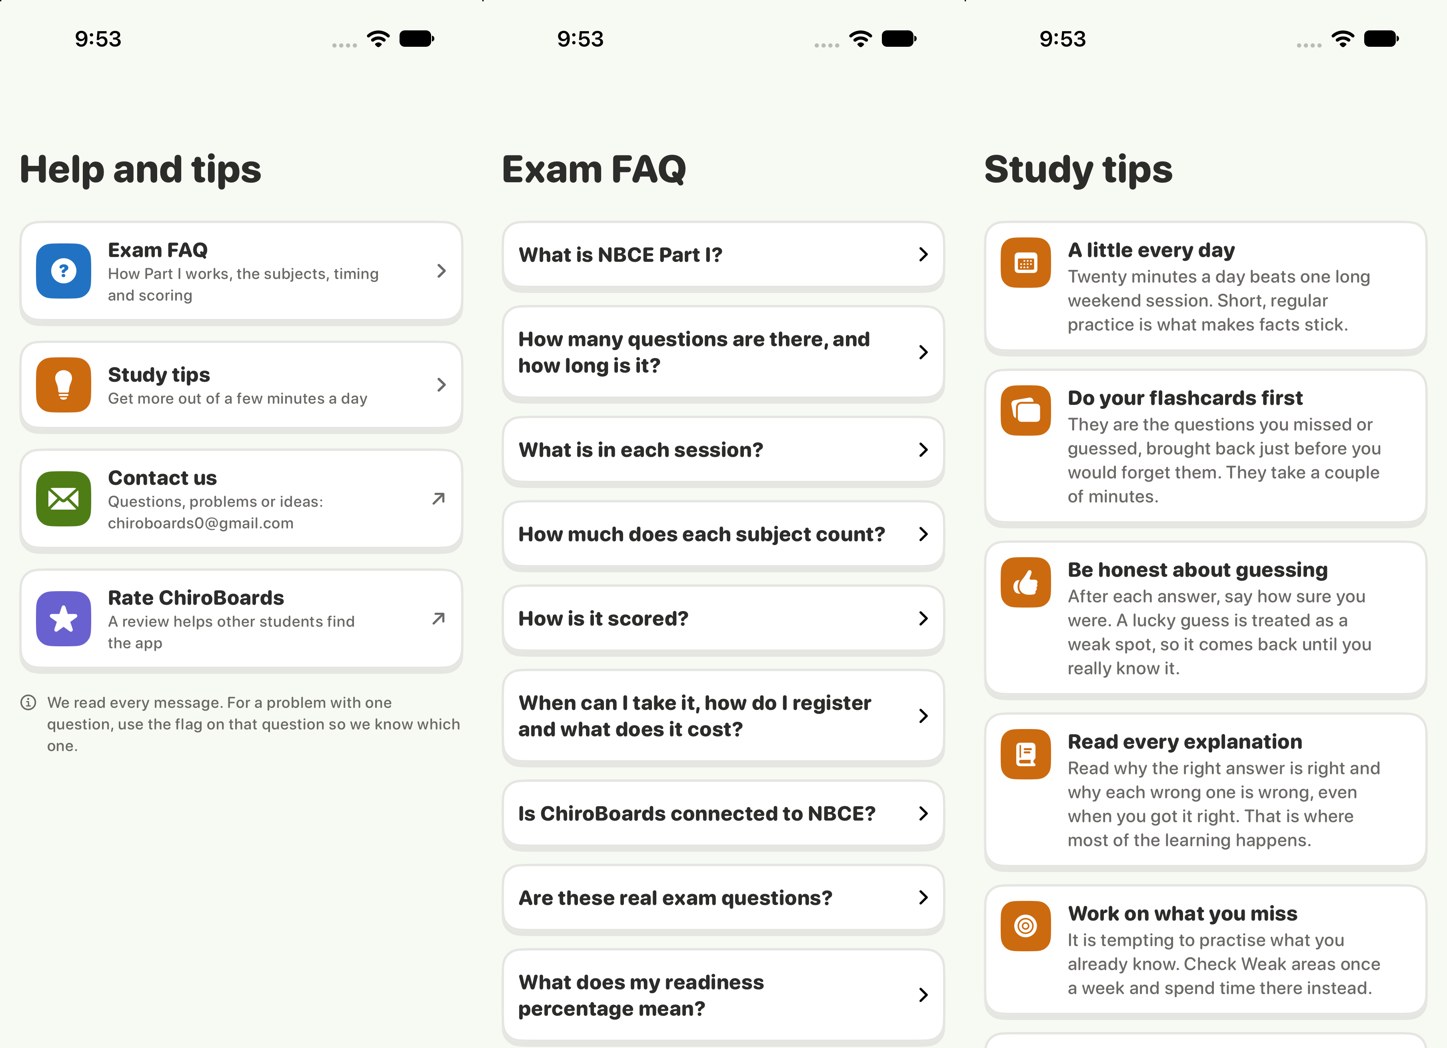 9:53
Help and tips
Exam FAQ
How Part I works, the subjects, timing
and scoring
Study tips
Get more out of a few minutes a day
Contact us
Questions, problems or ideas:
chiroboards0@gmail.com
Rate ChiroBoards
A review helps other students find
the app
We read every message. For a problem with one
question, use the flag on that question so we know which
one.
9:53
Exam FAQ
What is NBCE Part I?
How many questions are there, and
how long is it?
What is in each session?
How much does each subject count?
How is it scored?
When can I take it, how do I register
and what does it cost?
Is ChiroBoards connected to NBCE?
Are these real exam questions?
What does my readiness
percentage mean?
9:53
Study tips
A little every day
Twenty minutes a day beats one long
weekend session. Short, regular
practice is what makes facts stick.
Do your flashcards first
They are the questions you missed or
guessed, brought back just before you
would forget them. They take a couple
of minutes.
Be honest about guessing
After each answer, say how sure you
were. A lucky guess is treated as a
weak spot, so it comes back until you
really know it.
Read every explanation
Read why the right answer is right and
why each wrong one is wrong, even
when you got it right. That is where
most of the learning happens.
Work on what you miss
It is tempting to practise what you
already know. Check Weak areas once
a week and spend time there instead.